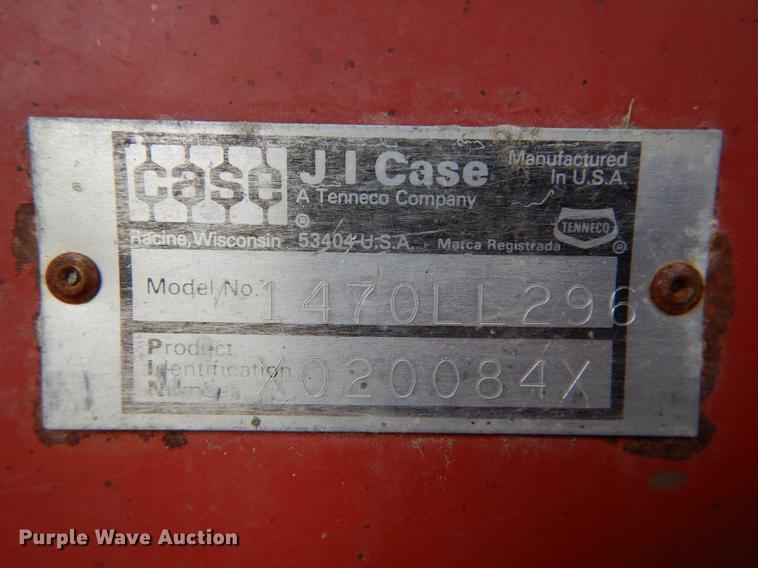 case
J I Case
A Tenneco Company
®
Manufactured
In U.S.A.
Racine, Wisconsin 53404 U.S.A.
Marca Registrada
TENNECO
®
Model No. 1470LL296
Product
Identification
Number X020084X
Purple Wave Auction